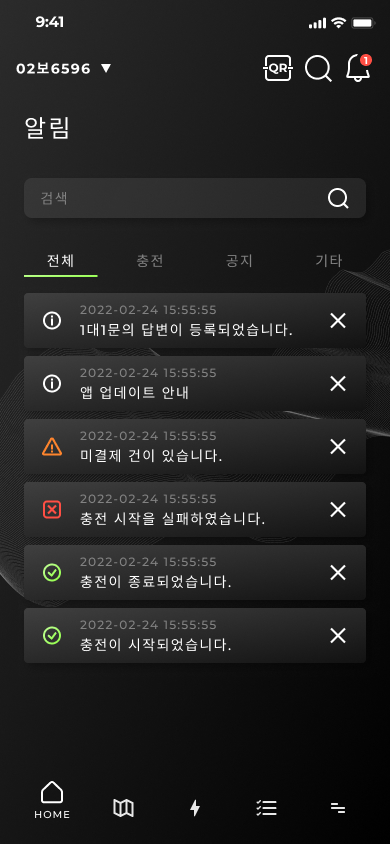 9:41
02보6596 ▼
QR
1
알림
검색
전체 충전 공지 기타
2022-02-24 15:55:55
1대1문의 답변이 등록되었습니다.
2022-02-24 15:55:55
앱 업데이트 안내
2022-02-24 15:55:55
미결제 건이 있습니다.
2022-02-24 15:55:55
충전 시작을 실패하였습니다.
2022-02-24 15:55:55
충전이 종료되었습니다.
2022-02-24 15:55:55
충전이 시작되었습니다.
HOME